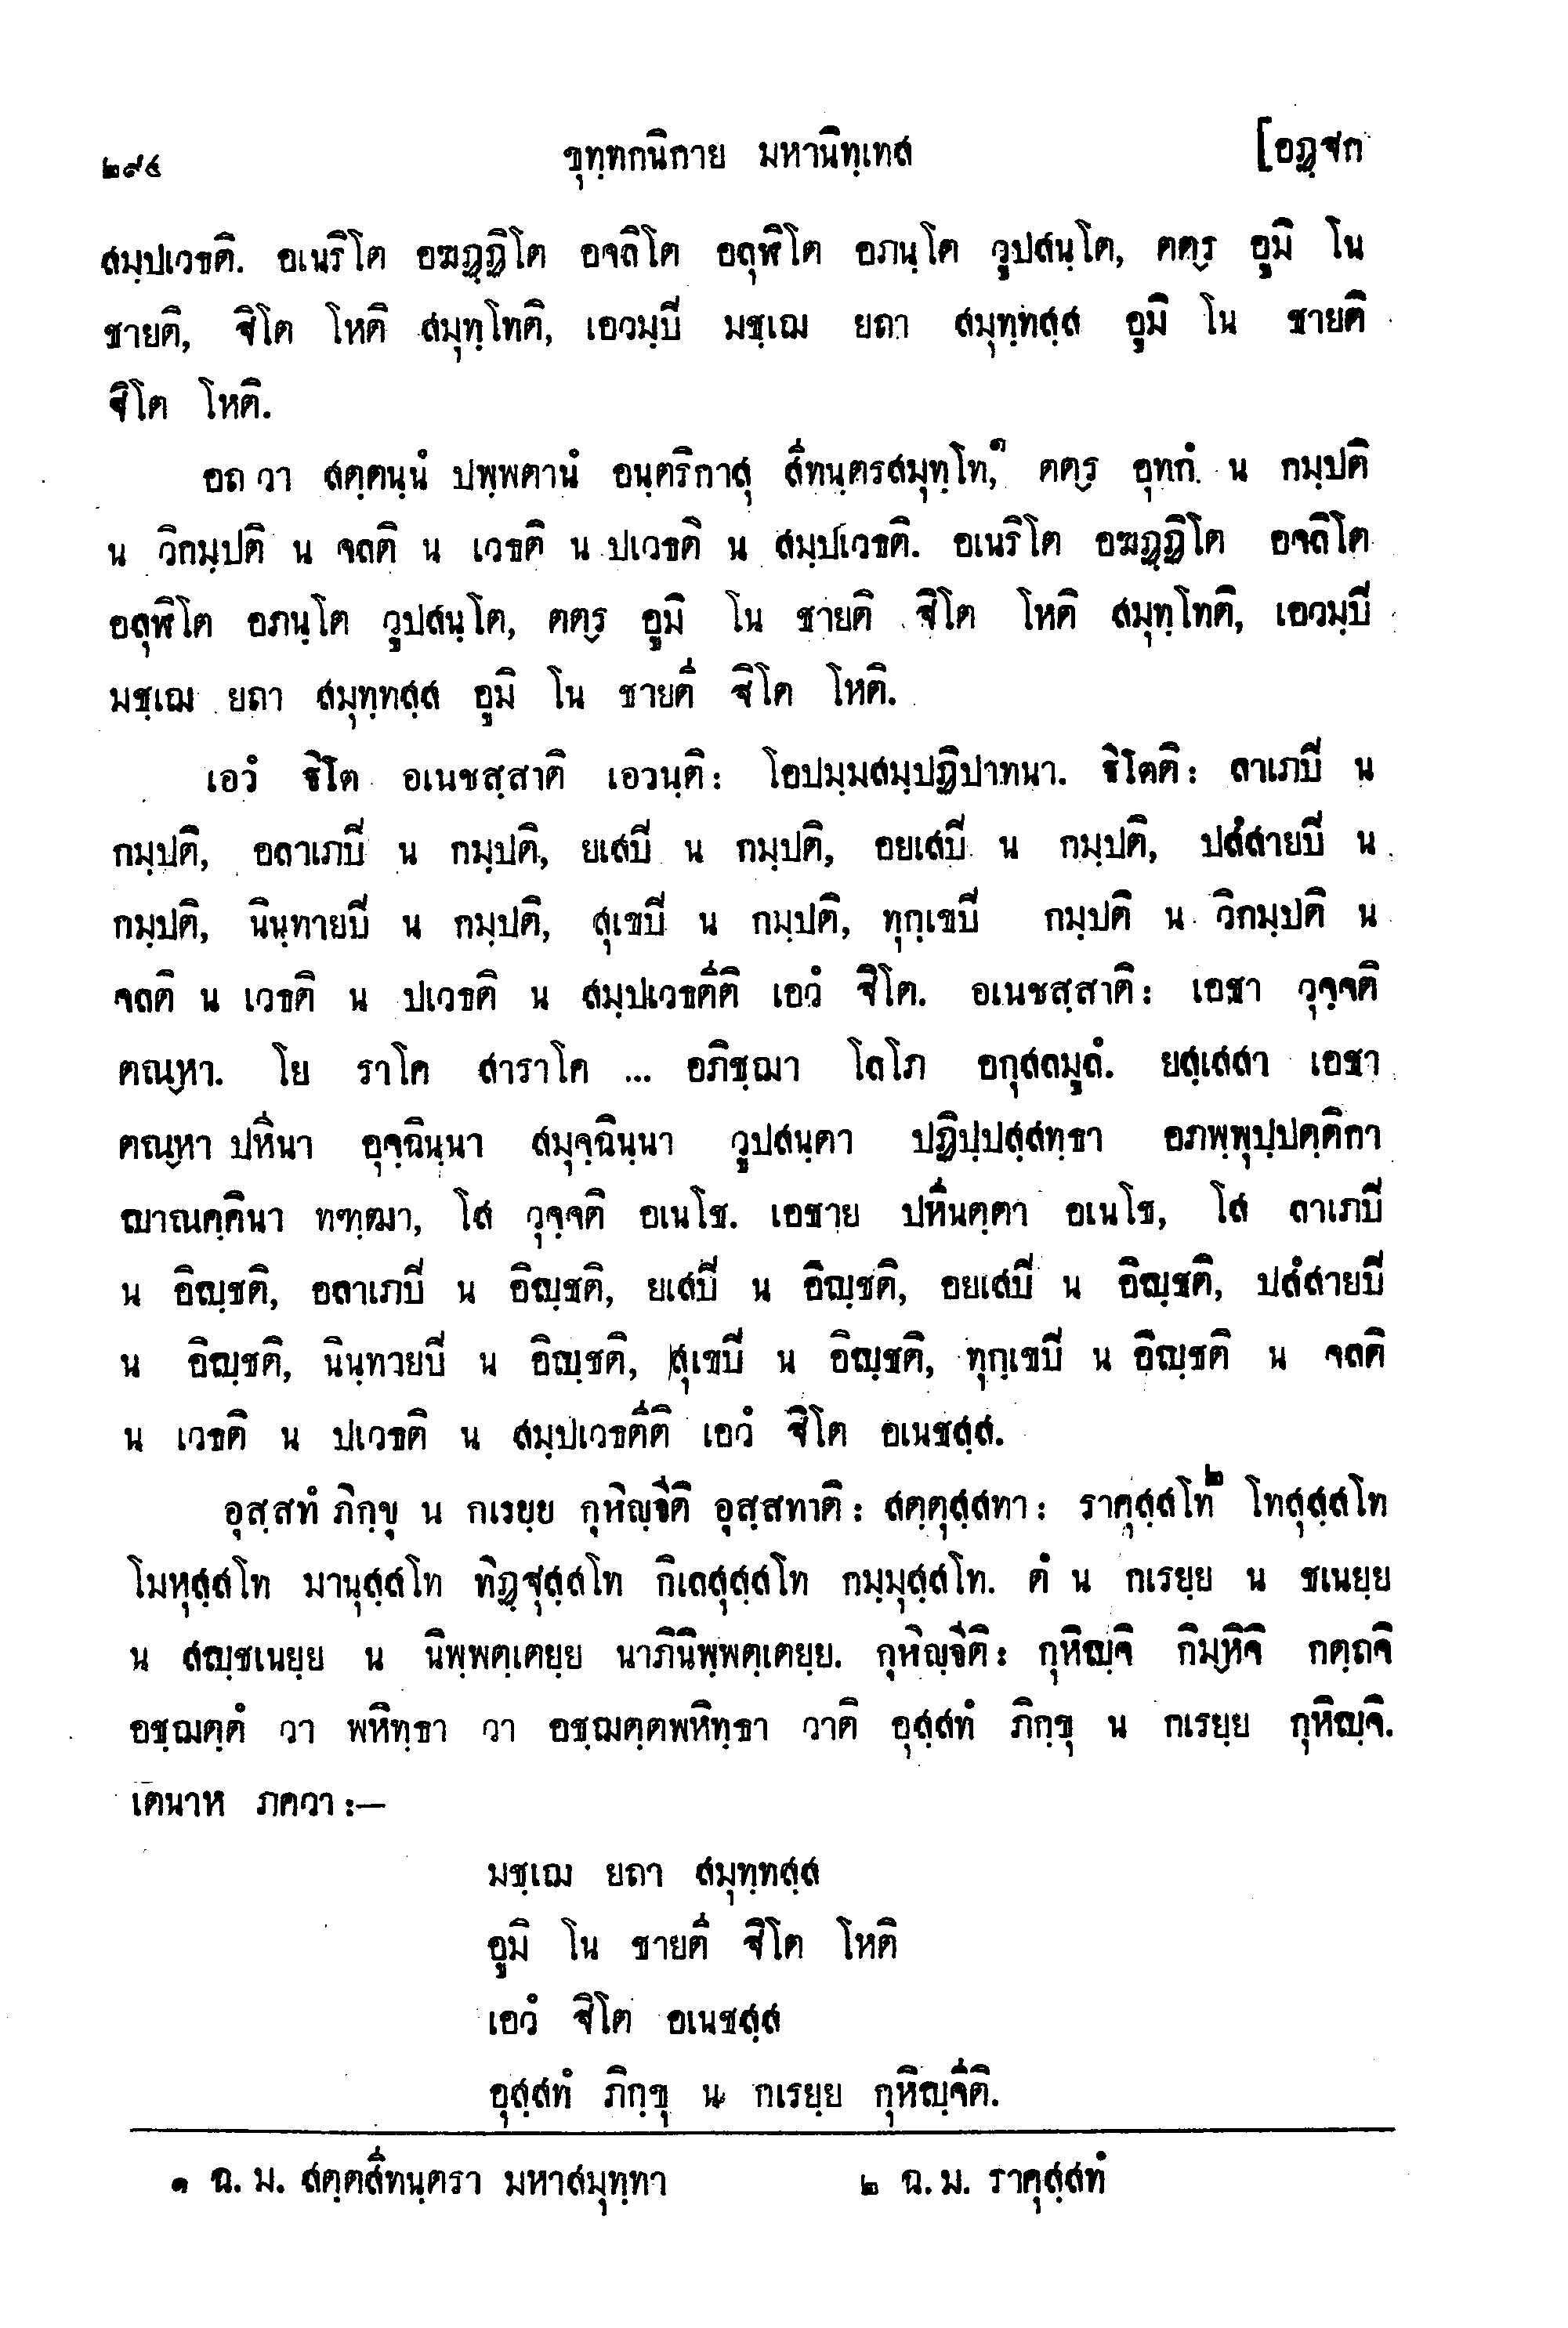 ๒๙๔ ขุทฺทกนิกาย มหานิทฺเทส [อฏฺฐก
สมฺปเวธติ. อเนริโต อฆฏฺฏิโต อจลิโต อลุฬิโต อภนฺโต วูปสนฺโต, ตตฺร อูมิ โน
ชายติ, ฐิโต โหติ สมุทฺโทติ, เอวมฺปิ มชฺเฌ ยถา สมุทฺทสฺส อูมิ โน ชายติ
ฐิโต โหติ.
อถ วา สตฺตนฺนํ ปพฺพตานํ อนฺตริกาสุ สีทนฺตรสมุทฺโท,๑ ตตฺร อุทกํ น กมฺปติ
น วิกมฺปติ น จลติ น เวธติ น ปเวธติ น สมฺปเวธติ. อเนริโต อฆฏฺฏิโต อจลิโต
อลุฬิโต อภนฺโต วูปสนฺโต, ตตฺร อูมิ โน ชายติ ฐิโต โหติ สมุทฺโทติ, เอวมฺปิ
มชฺเฌ ยถา สมุทฺทสฺส อูมิ โน ชายตี ฐิโต โหติ.
เอวํ ฐิโต อเนชสฺสาติ เอวนฺติ: โอปมฺมสมฺปฏิปาทนา. ฐิโตติ: ลาเภปิ น
กมฺปติ, อลาเภปิ น กมฺปติ, ยเสปิ น กมฺปติ, อยเสปิ น กมฺปติ, ปสํสายปิ น
กมฺปติ, นินฺทายปิ น กมฺปติ, สุเขปิ น กมฺปติ, ทุกฺเขปิ กมฺปติ น วิกมฺปติ น
จลติ น เวธติ น ปเวธติ น สมฺปเวธตีติ เอวํ ฐิโต. อเนชสฺสาติ: เอชา วุจฺจติ
ตณฺหา. โย ราโค สาราโค ... อภิชฺฌา โลโภ อกุสลมูลํ. ยสฺเสสา เอชา
ตณฺหา ปหีนา อุจฺฉินฺนา สมุจฺฉินฺนา วูปสนฺตา ปฏิปฺปสฺสทฺธา อภพฺพุปฺปตฺติกา
ญาณคฺคินา ทฑฺฒา, โส วุจฺจติ อเนโช. เอชาย ปหีนตฺตา อเนโช, โส ลาเภปิ
น อิญฺชติ, อลาเภปิ น อิญฺชติ, ยเสปิ น อิญฺชติ, อยเสปิ น อิญฺชติ, ปสํสายปิ
น อิญฺชติ, นินฺทวยปิ น อิญฺชติ, สุเขปิ น อิญฺชติ, ทุกฺเขปิ น อิญฺชติ น จลติ
น เวธติ น ปเวธติ น สมฺปเวธตีติ เอวํ ฐิโต อเนชสฺส.
อุสฺสทํ ภิกฺขุ น กเรยฺย กุหิญฺจีติ อุสฺสทาติ: สตฺตุสฺสทา: ราคุสฺสโท๒ โทสุสฺสโท
โมหุสฺสโท มานุสฺสโท ทิฏฺฐุสฺสโท กิเลสุสฺสโท กมฺมุสฺสโท. ตํ น กเรยฺย น ชเนยฺย
น สญฺชเนยฺย น นิพฺพตฺเตยฺย นาภินิพฺพตฺเตยฺย. กุหิญฺจีติ: กุหิญฺจิ กิมฺหิจิ กตฺถจิ
อชฺฌตฺตํ วา พหิทฺธา วา อชฺฌตฺตพหิทฺธา วาติ อุสฺสทํ ภิกฺขุ น กเรยฺย กุหิญฺจิ.
เตนาห ภควา:—
มชฺเฌ ยถา สมุทฺทสฺส
อูมิ โน ชายตี ฐิโต โหติ
เอวํ ฐิโต อเนชสฺส
อุสฺสทํ ภิกฺขุ น กเรยฺย กุหิญฺจีติ.
๑ ฉ. ม. สตฺตสีทนฺตรา มหาสมุทฺทา ๒ ฉ. ม. ราคุสฺสทํ